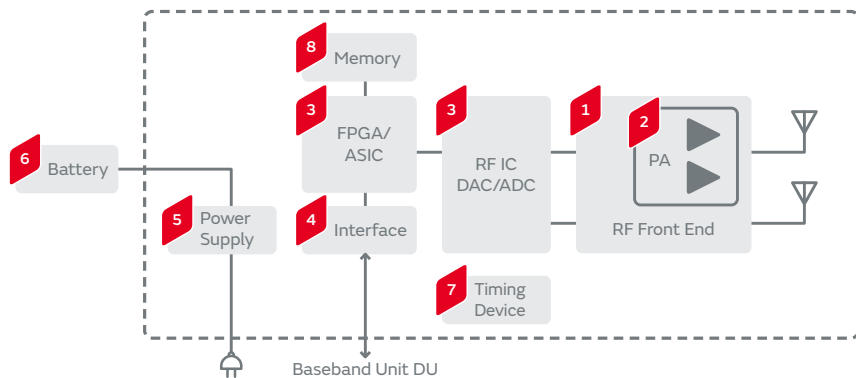 8
Memory
3
FPGA/
ASIC
3
RF IC
DAC/ADC
1
2
PA
RF Front End
6
Battery
5
Power
Supply
4
Interface
7
Timing
Device
Baseband Unit DU